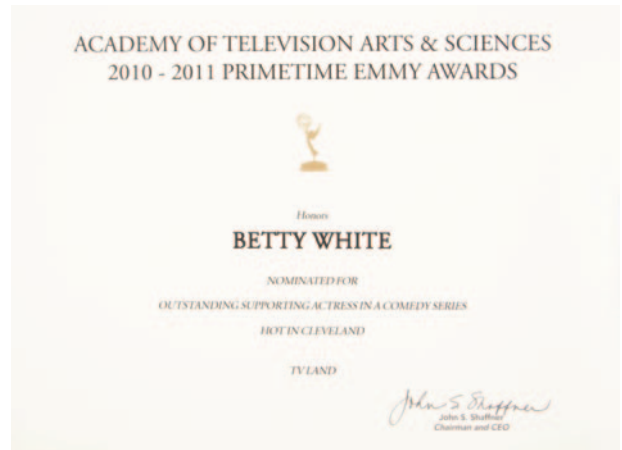 ACADEMY OF TELEVISION ARTS & SCIENCES
2010 - 2011 PRIMETIME EMMY AWARDS
Honors
BETTY WHITE
NOMINATED FOR
OUTSTANDING SUPPORTING ACTRESS IN A COMEDY SERIES
HOT IN CLEVELAND
TV LAND
John S. Shaffner
John S. Shaffner
Chairman and CEO